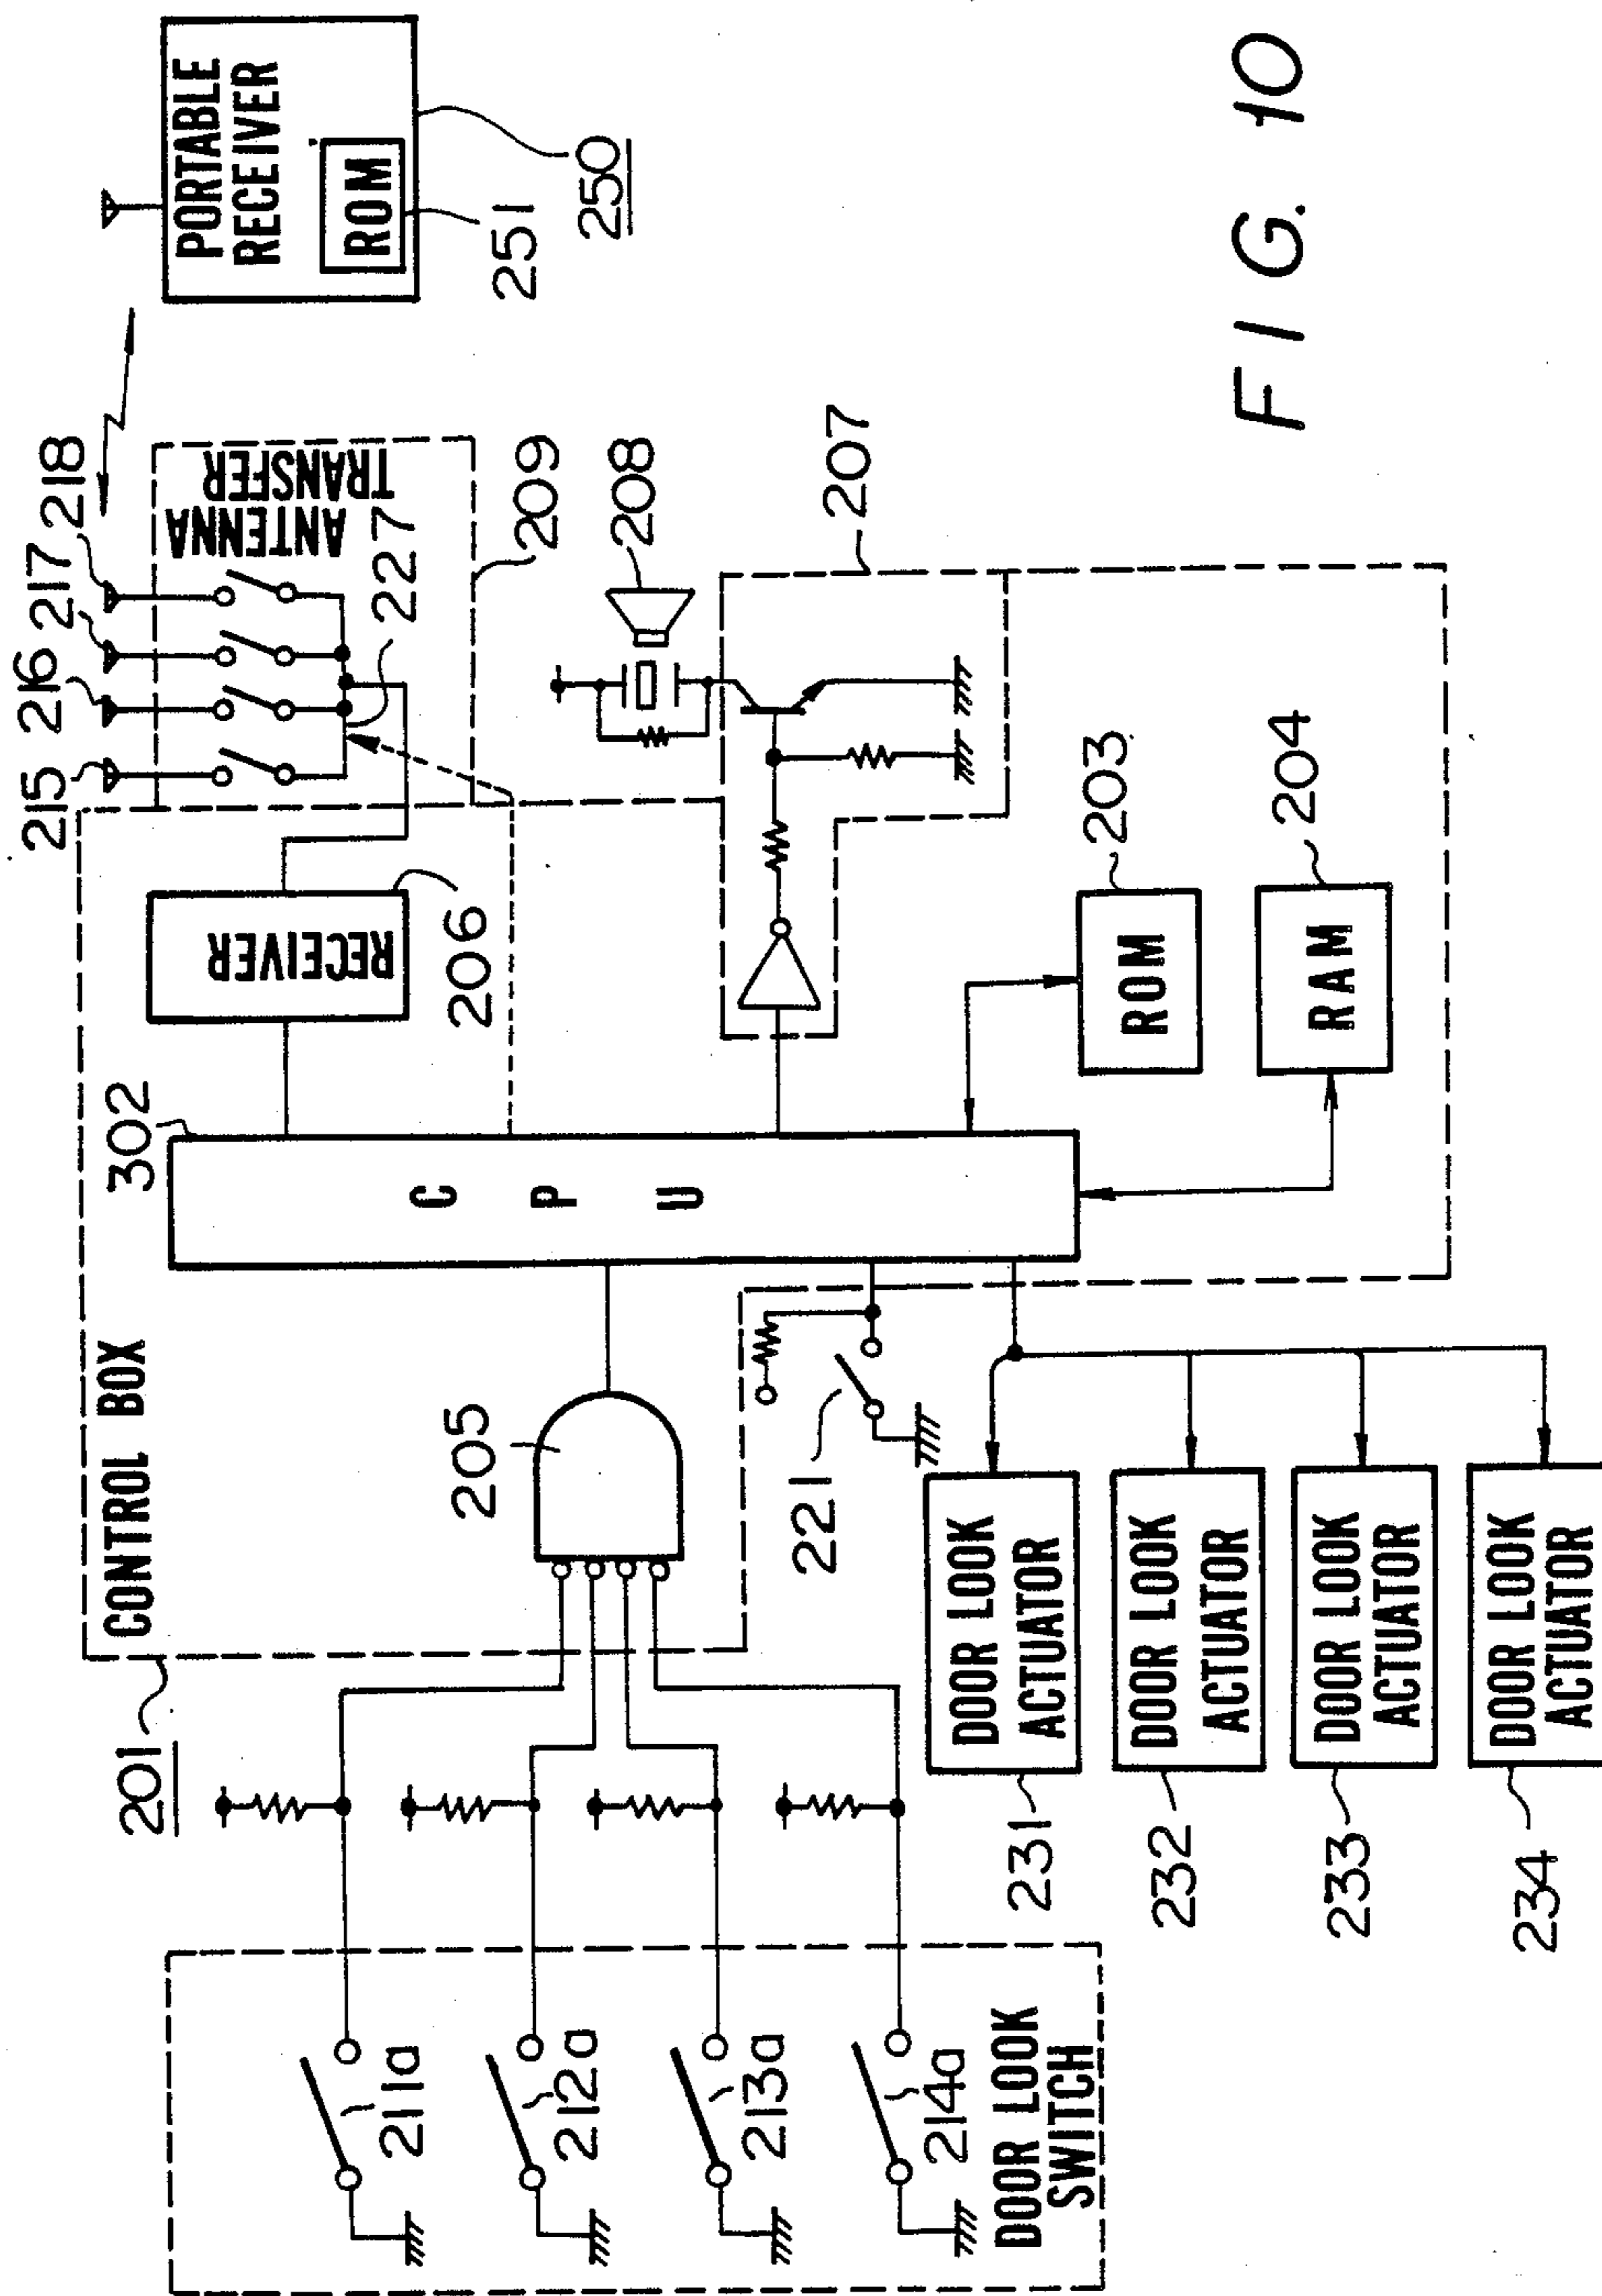 PORTABLE
RECEIVER
ROM
251
250
215
216
217
218
ANTENNA
TRANSFER
227
209
208
207
RECEIVER
206
302
C P U
ROM
203
RAM
204
CONTROL BOX
201
205
221
DOOR LOOK
ACTUATOR
231
DOOR LOOK
ACTUATOR
232
DOOR LOOK
ACTUATOR
233
DOOR LOOK
ACTUATOR
234
211a
212a
213a
214a
DOOR LOOK
SWITCH
FIG. 10